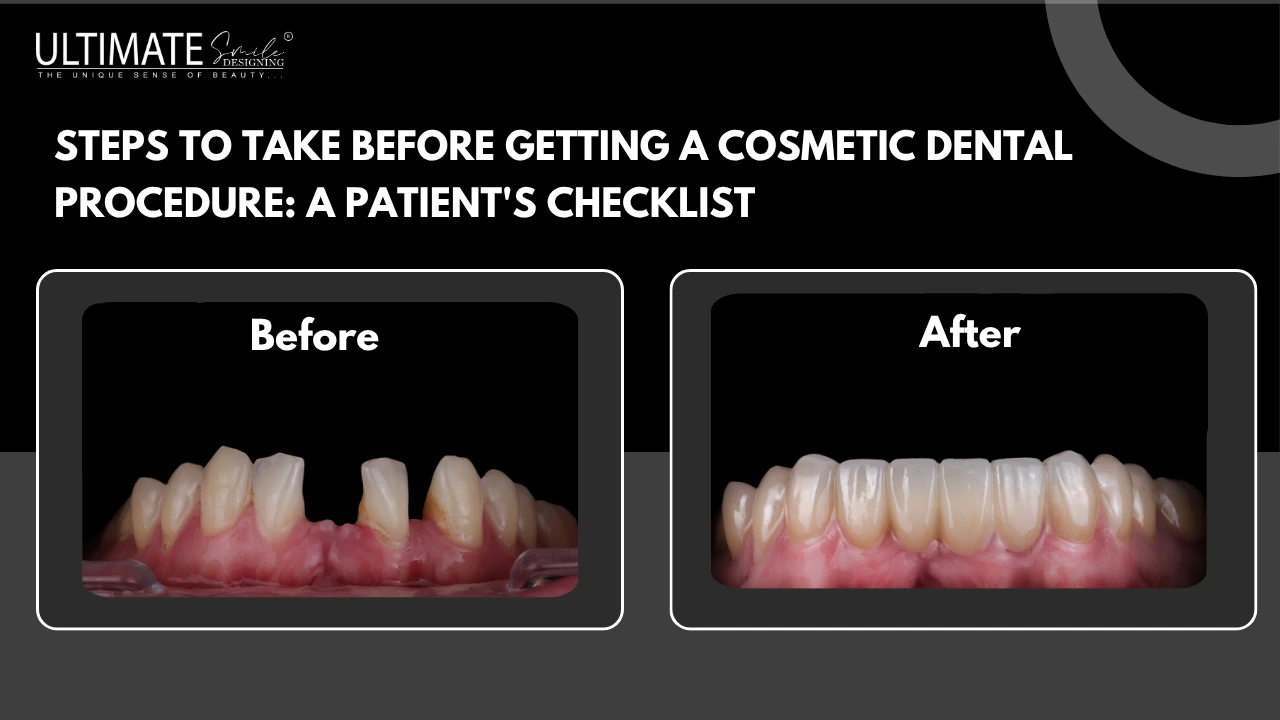 ULTIMATE Smile ®
DESIGNING
THE UNIQUE SENSE OF BEAUTY...
STEPS TO TAKE BEFORE GETTING A COSMETIC DENTAL
PROCEDURE: A PATIENT'S CHECKLIST
Before
After